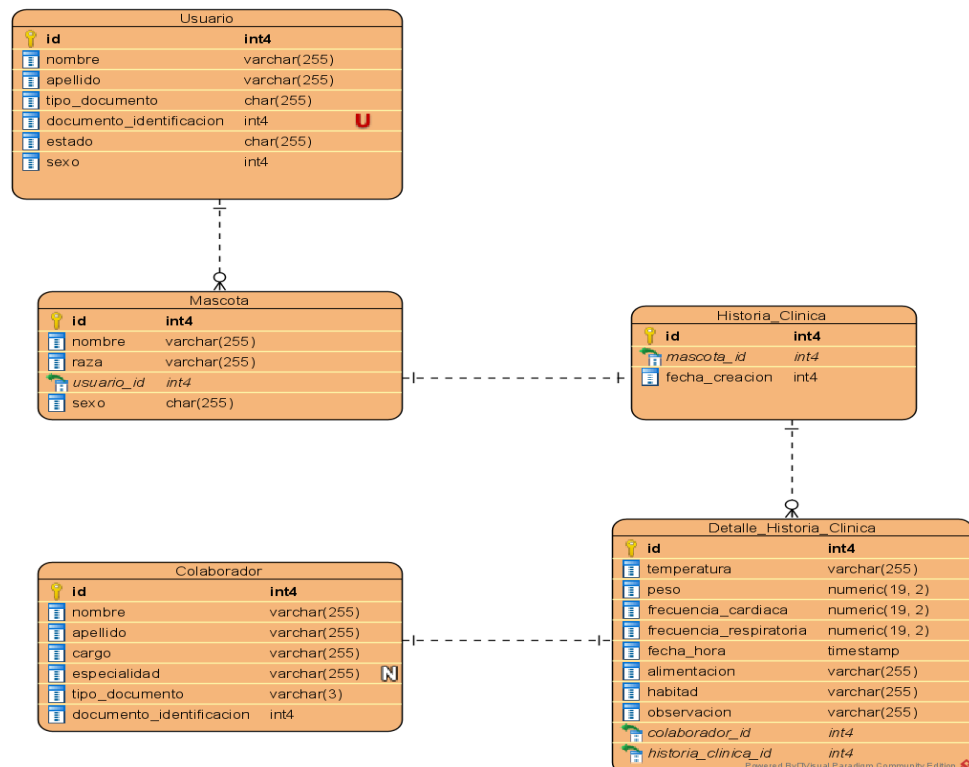 Usuario
id int4
nombre varchar(255)
apellido varchar(255)
tipo_documento char(255)
documento_identificacion int4 U
estado char(255)
sexo int4
Mascota
id int4
nombre varchar(255)
raza varchar(255)
usuario_id int4
sexo char(255)
Historia_Clinica
id int4
mascota_id int4
fecha_creacion int4
Colaborador
id int4
nombre varchar(255)
apellido varchar(255)
cargo varchar(255)
especialidad varchar(255) N
tipo_documento varchar(3)
documento_identificacion int4
Detalle_Historia_Clinica
id int4
temperatura varchar(255)
peso numeric(19, 2)
frecuencia_cardiaca numeric(19, 2)
frecuencia_respiratoria numeric(19, 2)
fecha_hora timestamp
alimentacion varchar(255)
habitad varchar(255)
observacion varchar(255)
colaborador_id int4
historia_clinica_id int4
Visual Paradigm Community Edition